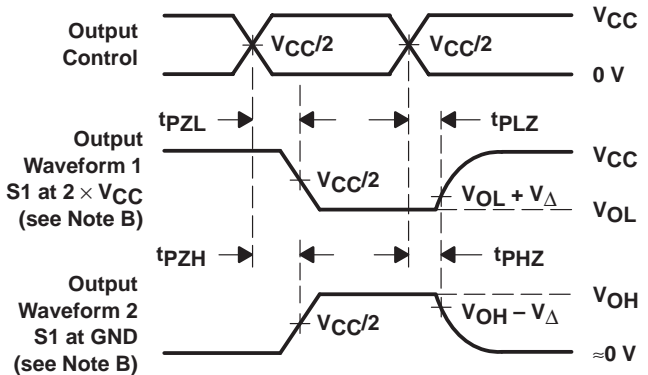 Output
Control
VCC/2
VCC/2
VCC
0 V
tPZL
tPLZ
Output
Waveform 1
S1 at 2 × VCC
(see Note B)
VCC/2
VOL + VΔ
VCC
VOL
tPZH
tPHZ
Output
Waveform 2
S1 at GND
(see Note B)
VCC/2
VOH − VΔ
VOH
≈0 V